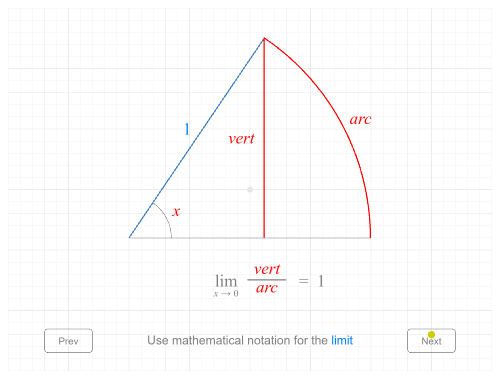 1
vert
arc
x
lim x → 0 vert / arc = 1
Prev
Use mathematical notation for the limit
Next